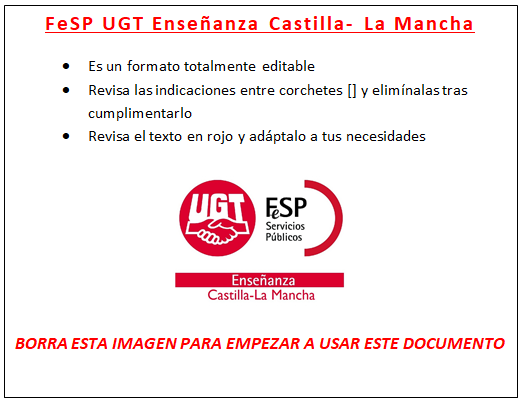 FeSP UGT Enseñanza Castilla- La Mancha
• Es un formato totalmente editable
• Revisa las indicaciones entre corchetes [] y elimínalas tras
cumplimentarlo
• Revisa el texto en rojo y adáptalo a tus necesidades
UGT
FeSP
Servicios
Públicos
Enseñanza
Castilla-La Mancha
BORRA ESTA IMAGEN PARA EMPEZAR A USAR ESTE DOCUMENTO